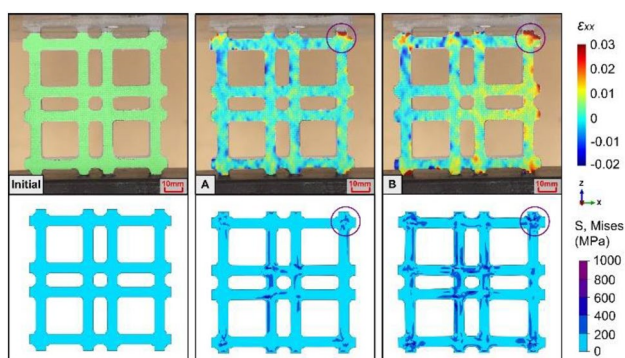 εxx
0.03
0.02
0.01
0
-0.01
-0.02
Initial
10mm
A
10mm
B
10mm
z
x
S, Mises
(MPa)
1000
800
600
400
200
0